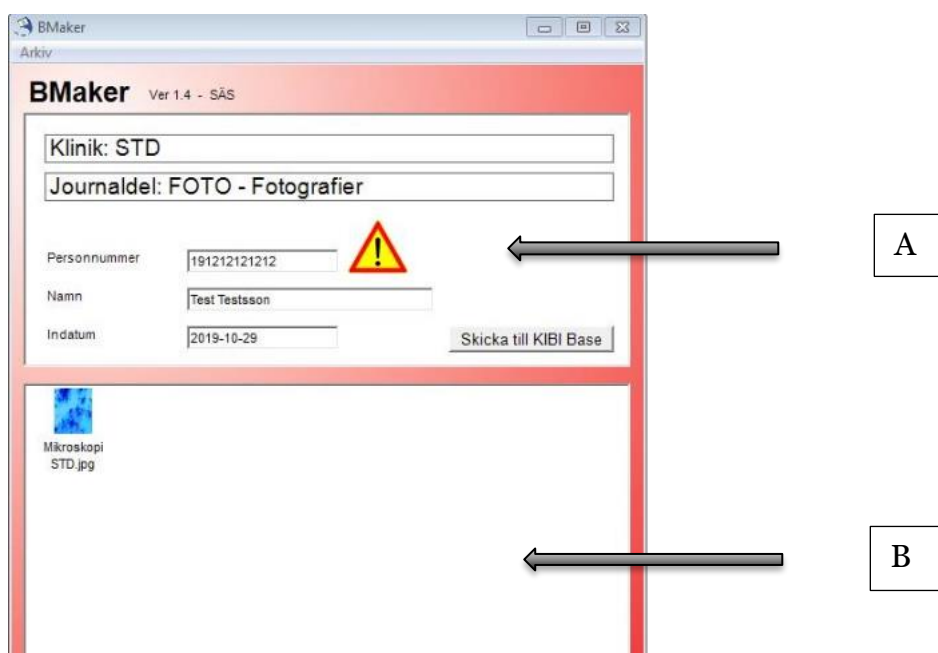 BMaker
Arkiv
BMaker Ver 1.4 - SÄS
Klinik: STD
Journaldel: FOTO - Fotografier
A
Personnummer 191212121212
Namn Test Testsson
Indatum 2019-10-29 Skicka till KIBI Base
Mikroskopi
STD.jpg
B